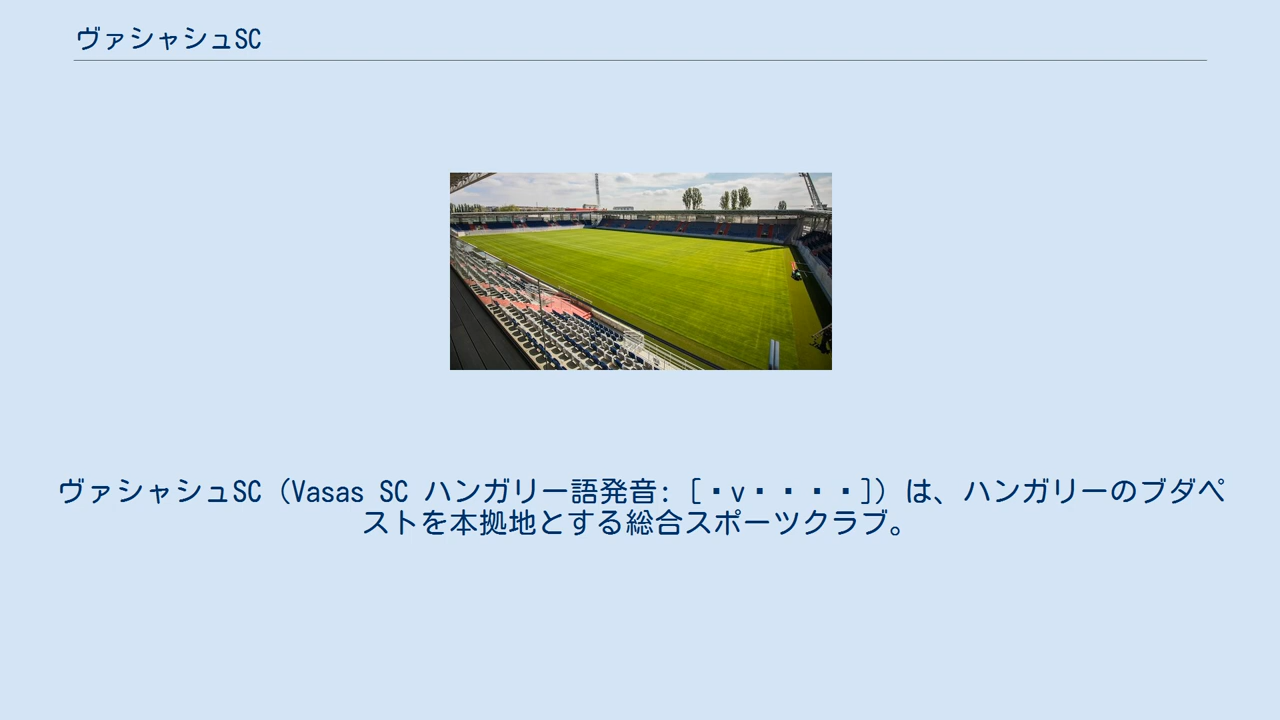 ヴァシャシュSC
ヴァシャシュSC（Vasas SC ハンガリー語発音: [・v・・・・]）は、ハンガリーのブダペ
ストを本拠地とする総合スポーツクラブ。